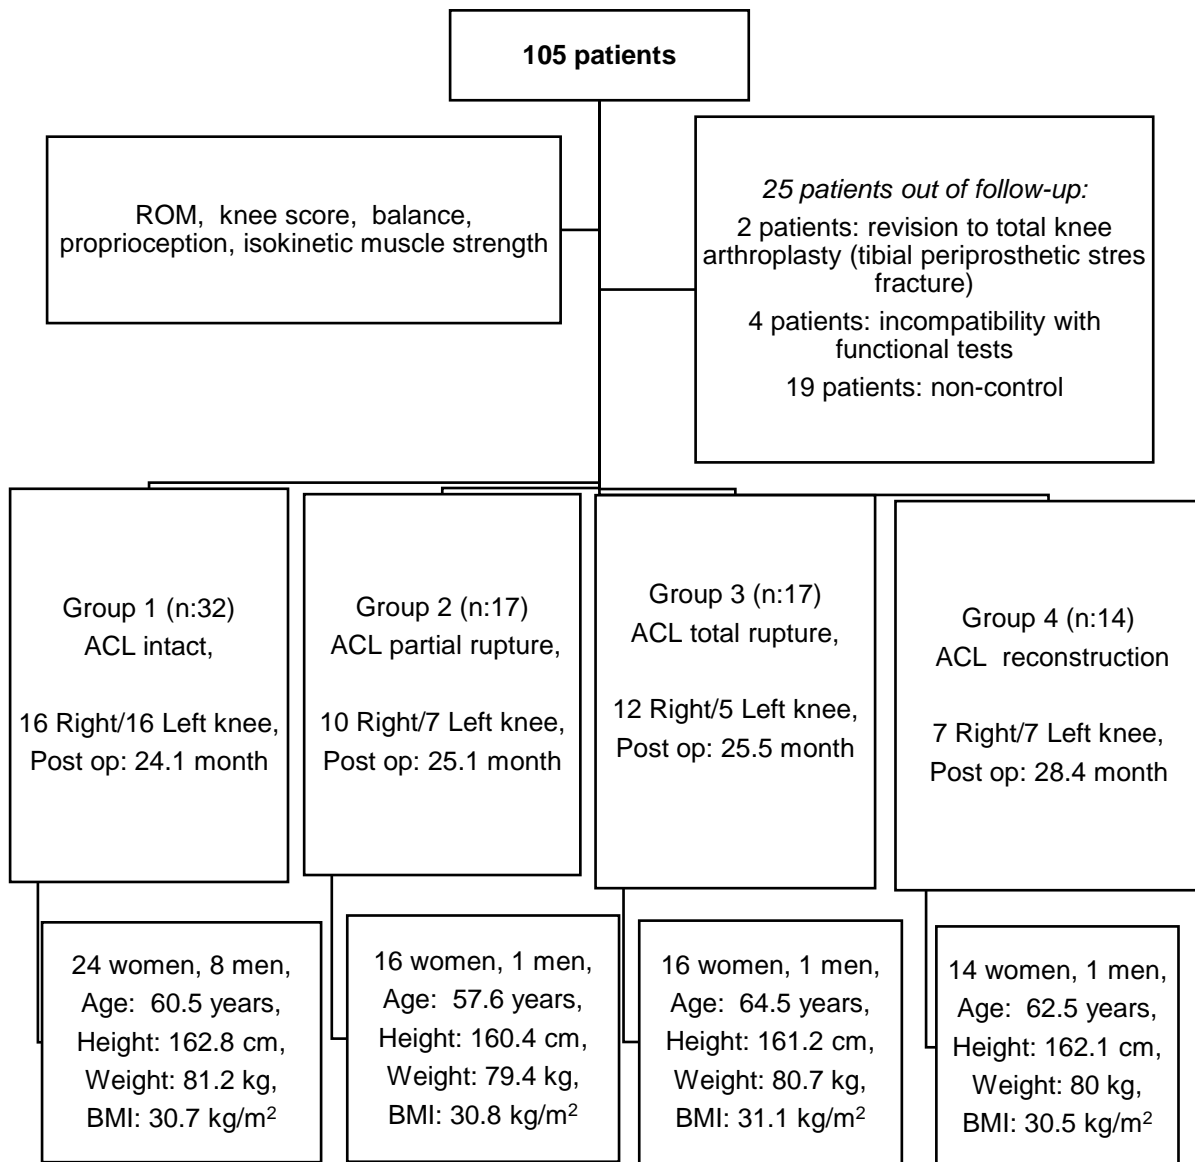 105 patients
ROM,  knee score,  balance,
proprioception, isokinetic muscle strength
25 patients out of follow-up:
2 patients: revision to total knee
arthroplasty (tibial periprosthetic stres
fracture)
4 patients: incompatibility with
functional tests
19 patients: non-control
Group 1 (n:32)
ACL intact,
16 Right/16 Left knee,
Post op: 24.1 month
Group 2 (n:17)
ACL partial rupture,
10 Right/7 Left knee,
Post op: 25.1 month
Group 3 (n:17)
ACL total rupture,
12 Right/5 Left knee,
Post op: 25.5 month
Group 4 (n:14)
ACL  reconstruction
7 Right/7 Left knee,
Post op: 28.4 month
24 women, 8 men,
Age:  60.5 years,
Height: 162.8 cm,
Weight: 81.2 kg,
BMI: 30.7 kg/m²
16 women, 1 men,
Age:  57.6 years,
Height: 160.4 cm,
Weight: 79.4 kg,
BMI: 30.8 kg/m²
16 women, 1 men,
Age:  64.5 years,
Height: 161.2 cm,
Weight: 80.7 kg,
BMI: 31.1 kg/m²
14 women, 1 men,
Age:  62.5 years,
Height: 162.1 cm,
Weight: 80 kg,
BMI: 30.5 kg/m²